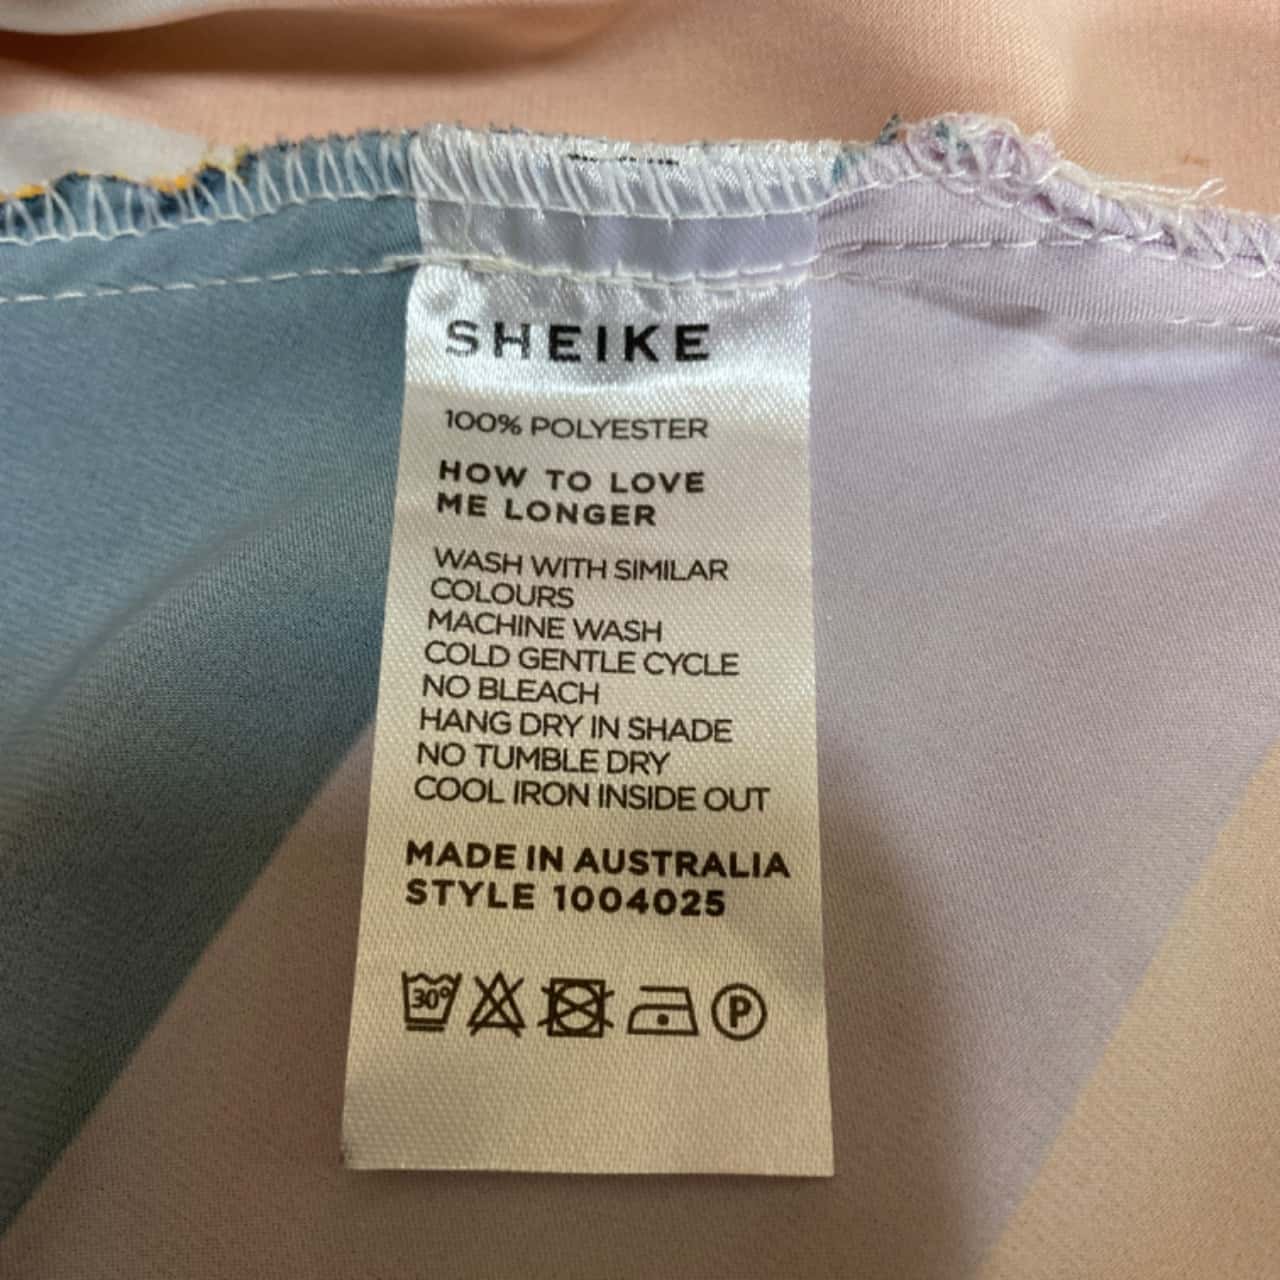 SHEIKE
100% POLYESTER
HOW TO LOVE
ME LONGER
WASH WITH SIMILAR
COLOURS
MACHINE WASH
COLD GENTLE CYCLE
NO BLEACH
HANG DRY IN SHADE
NO TUMBLE DRY
COOL IRON INSIDE OUT
MADE IN AUSTRALIA
STYLE 1004025
30° P